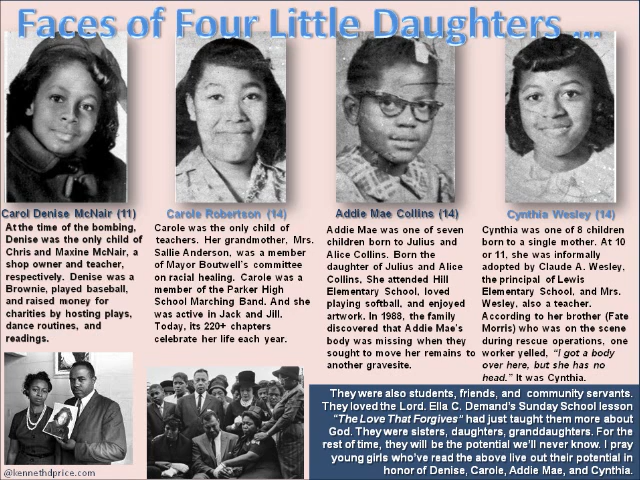 Faces of Four Little Daughters ...
Carol Denise McNair (11)
At the time of the bombing,
Denise was the only child of
Chris and Maxine McNair, a
shop owner and teacher,
respectively. Denise was a
Brownie, played baseball,
and raised money for
charities by hosting plays,
dance routines, and
readings.
Carole Robertson (14)
Carole was the only child of
teachers. Her grandmother, Mrs.
Sallie Anderson, was a member
of Mayor Boutwell's committee
on racial healing. Carole was a
member of the Parker High
School Marching Band. And she
was active in Jack and Jill.
Today, its 220+ chapters
celebrate her life each year.
Addie Mae Collins (14)
Addie Mae was one of seven
children born to Julius and
Alice Collins. Born the
daughter of Julius and Alice
Collins, She attended Hill
Elementary School, loved
playing softball, and enjoyed
artwork. In 1988, the family
discovered that Addie Mae's
body was missing when they
sought to move her remains to
another gravesite.
Cynthia Wesley (14)
Cynthia was one of 8 children
born to a single mother. At 10
or 11, she was informally
adopted by Claude A. Wesley,
the principal of Lewis
Elementary School, and Mrs.
Wesley, also a teacher.
According to her brother (Fate
Morris) who was on the scene
during rescue operations, one
worker yelled, "I got a body
over here, but she has no
head." It was Cynthia.
They were also students, friends, and community servants.
They loved the Lord. Ella C. Demand's Sunday School lesson
"The Love That Forgives" had just taught them more about
God. They were sisters, daughters, granddaughters. For the
rest of time, they will be the potential we'll never know. I pray
young girls who've read the above live out their potential in
honor of Denise, Carole, Addie Mae, and Cynthia.
@kennethdprice.com